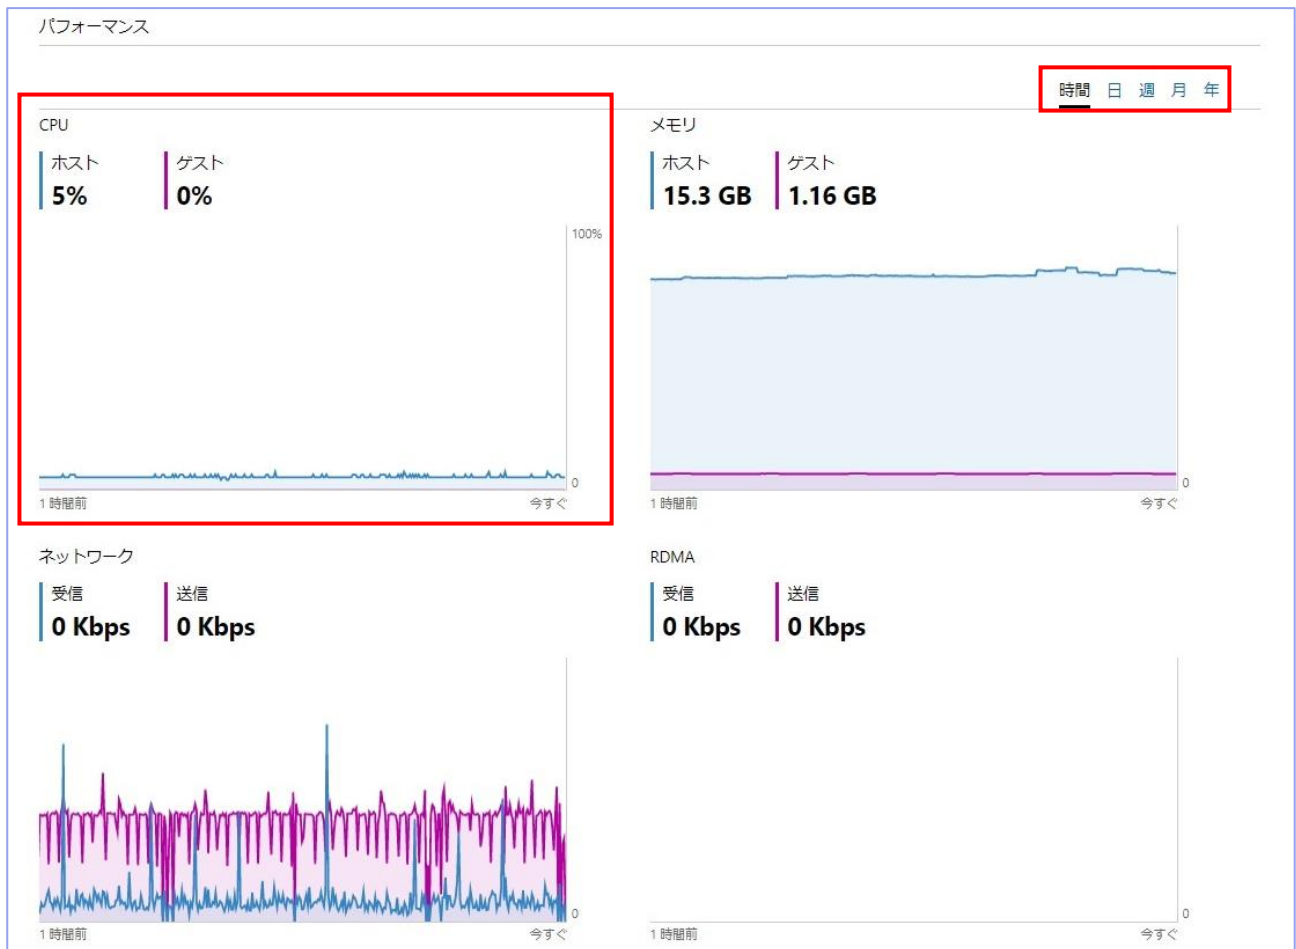 パフォーマンス
時間 日 週 月 年
CPU
ホスト ゲスト
5% 0%
100%
0
1 時間前 今すぐ
メモリ
ホスト ゲスト
15.3 GB 1.16 GB
0
1 時間前 今すぐ
ネットワーク
受信 送信
0 Kbps 0 Kbps
0
1 時間前 今すぐ
RDMA
受信 送信
0 Kbps 0 Kbps
0
1 時間前 今すぐ